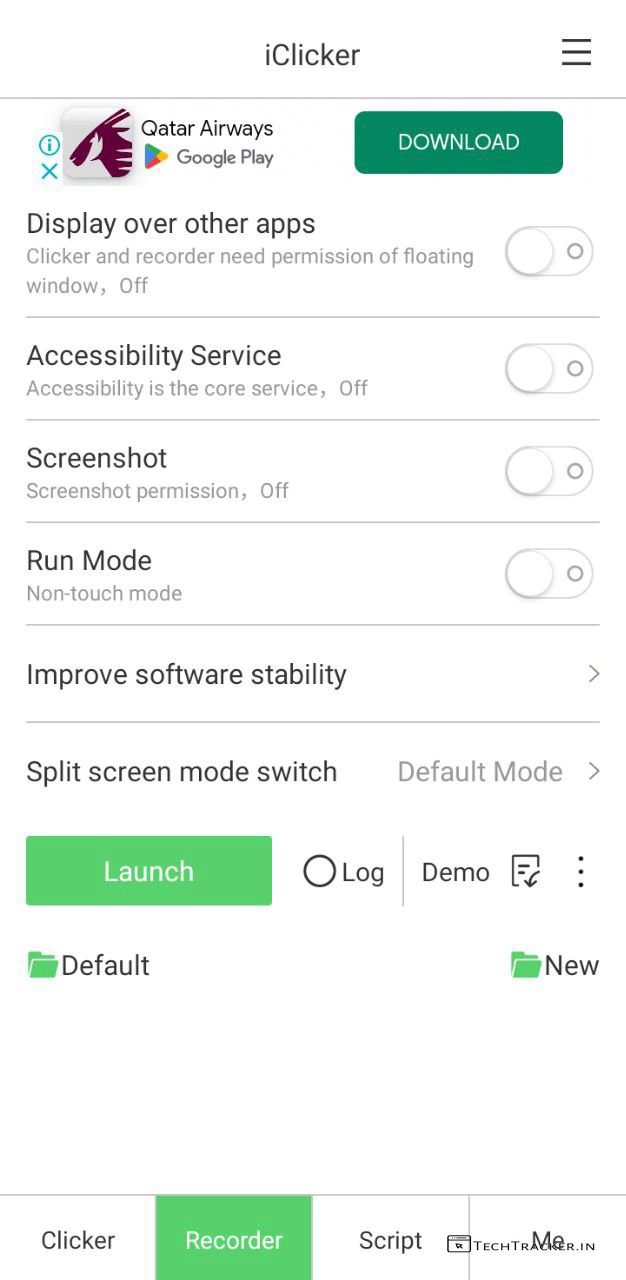 iClicker
Qatar Airways
Google Play
DOWNLOAD
Display over other apps
Clicker and recorder need permission of floating
window，Off
Accessibility Service
Accessibility is the core service，Off
Screenshot
Screenshot permission，Off
Run Mode
Non-touch mode
Improve software stability
Split screen mode switch Default Mode
Launch Log Demo
Default New
Clicker Recorder Script Me
TECHTRACKER.IN